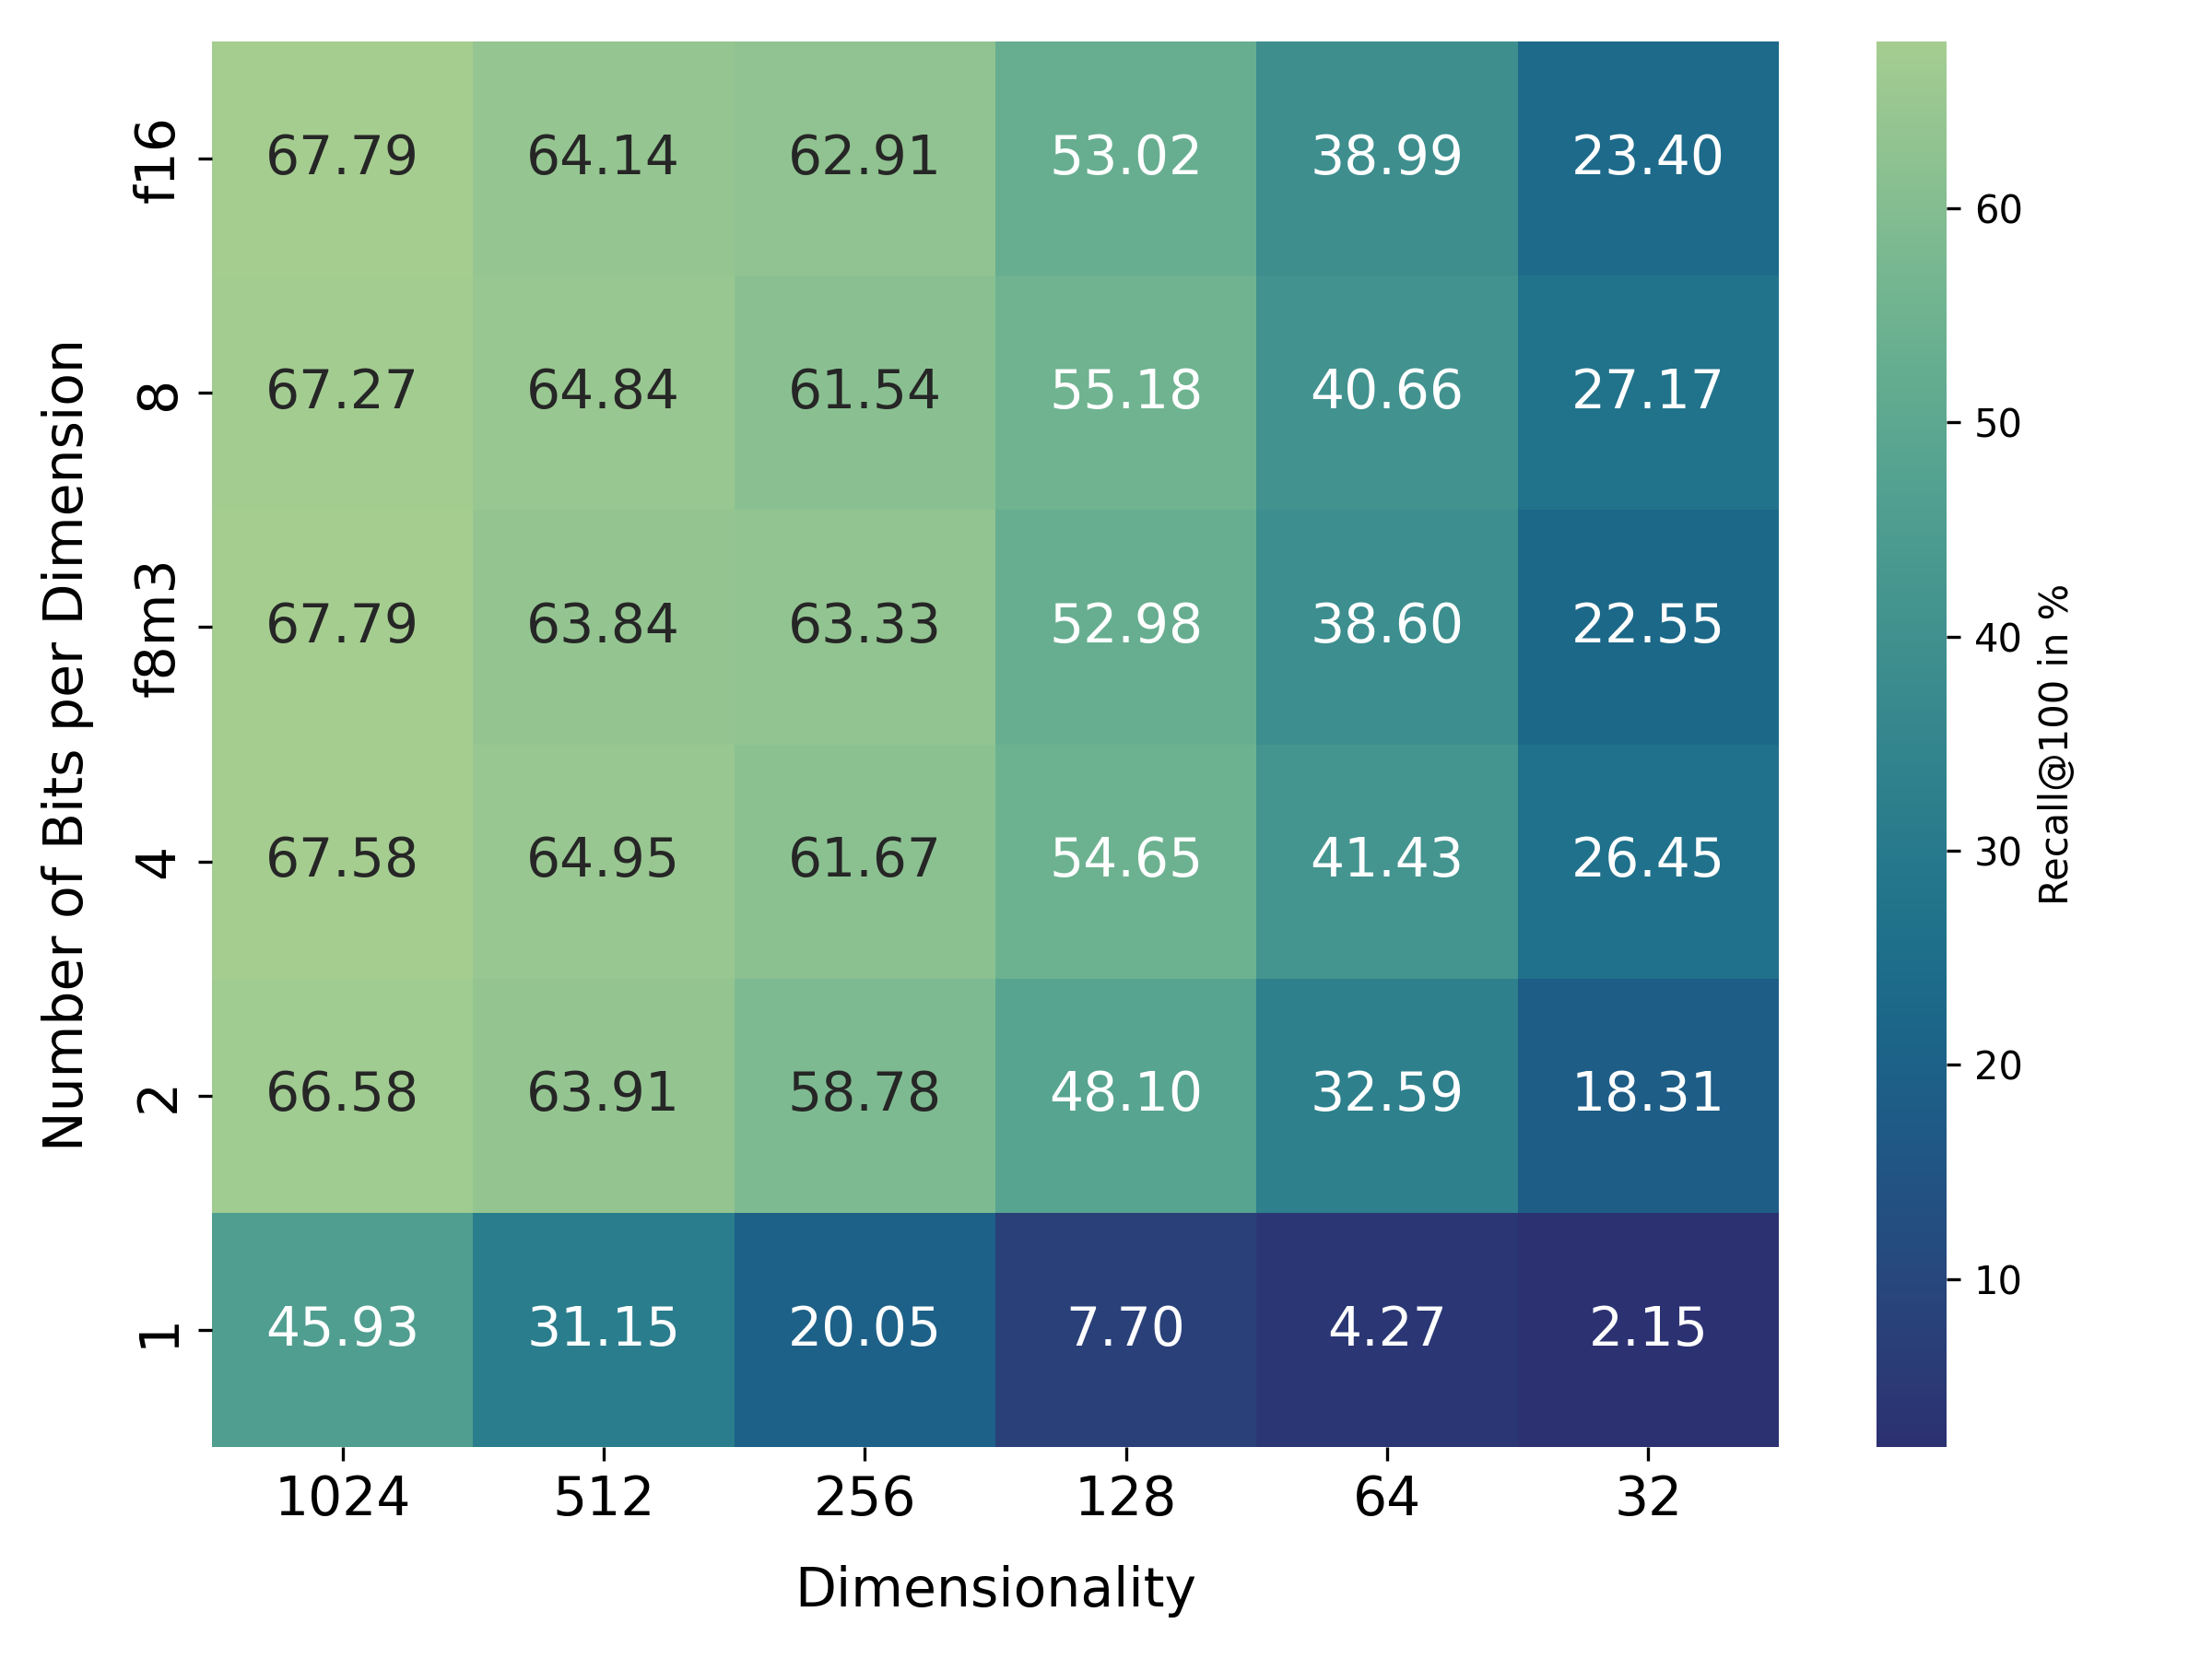 Number of Bits per Dimension
f16 67.79 64.14 62.91 53.02 38.99 23.40
8 67.27 64.84 61.54 55.18 40.66 27.17
f8m3 67.79 63.84 63.33 52.98 38.60 22.55
4 67.58 64.95 61.67 54.65 41.43 26.45
2 66.58 63.91 58.78 48.10 32.59 18.31
1 45.93 31.15 20.05 7.70 4.27 2.15
1024 512 256 128 64 32
Dimensionality
60
50
40
30
20
10
Recall@100 in %